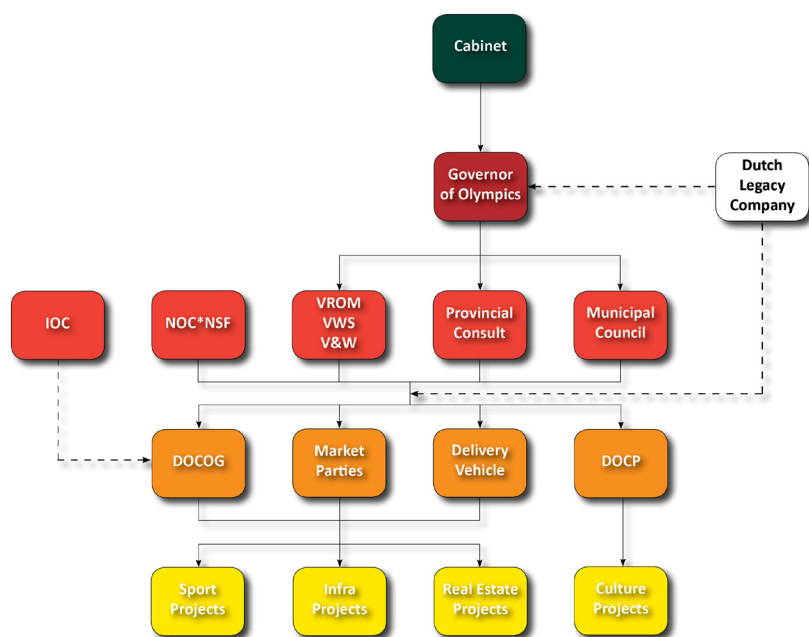 Cabinet
Governor
of Olympics
Dutch
Legacy
Company
IOC
NOC*NSF
VROM
VWS
V&W
Provincial
Consult
Municipal
Council
DOCOG
Market
Parties
Delivery
Vehicle
DOCP
Sport
Projects
Infra
Projects
Real Estate
Projects
Culture
Projects